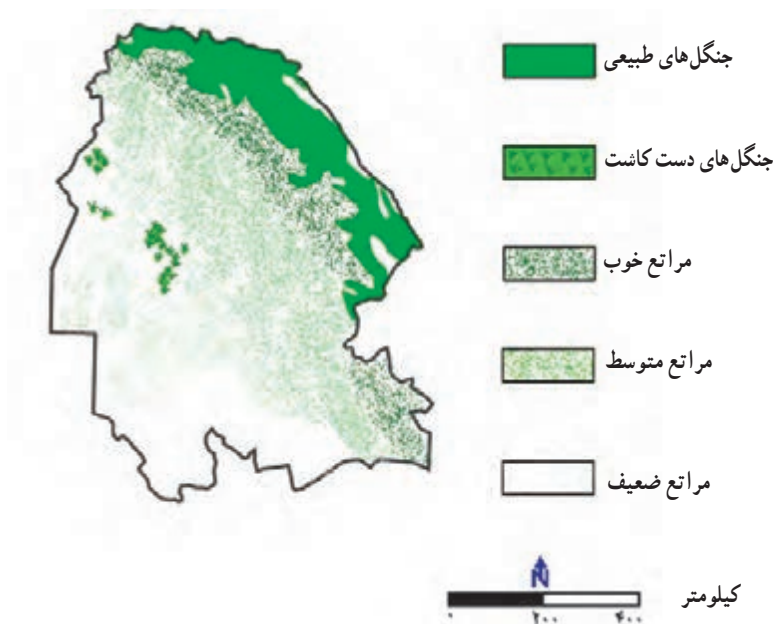 جنگل‌های طبیعی
جنگل‌های دست کاشت
مراتع خوب
مراتع متوسط
مراتع ضعیف
N
کیلومتر
۰ ۲۰۰ ۴۰۰